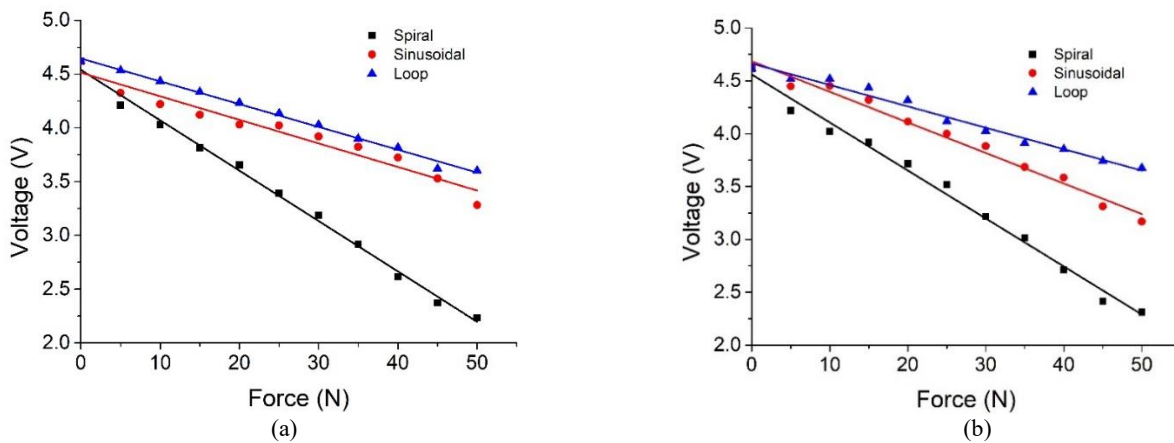 5.0
4.5
4.0
3.5
3.0
2.5
2.0
Voltage (V)
Spiral
Sinusoidal
Loop
0 10 20 30 40 50
Force (N)
(a)
5.0
4.5
4.0
3.5
3.0
2.5
2.0
Voltage (V)
Spiral
Sinusoidal
Loop
0 10 20 30 40 50
Force (N)
(b)